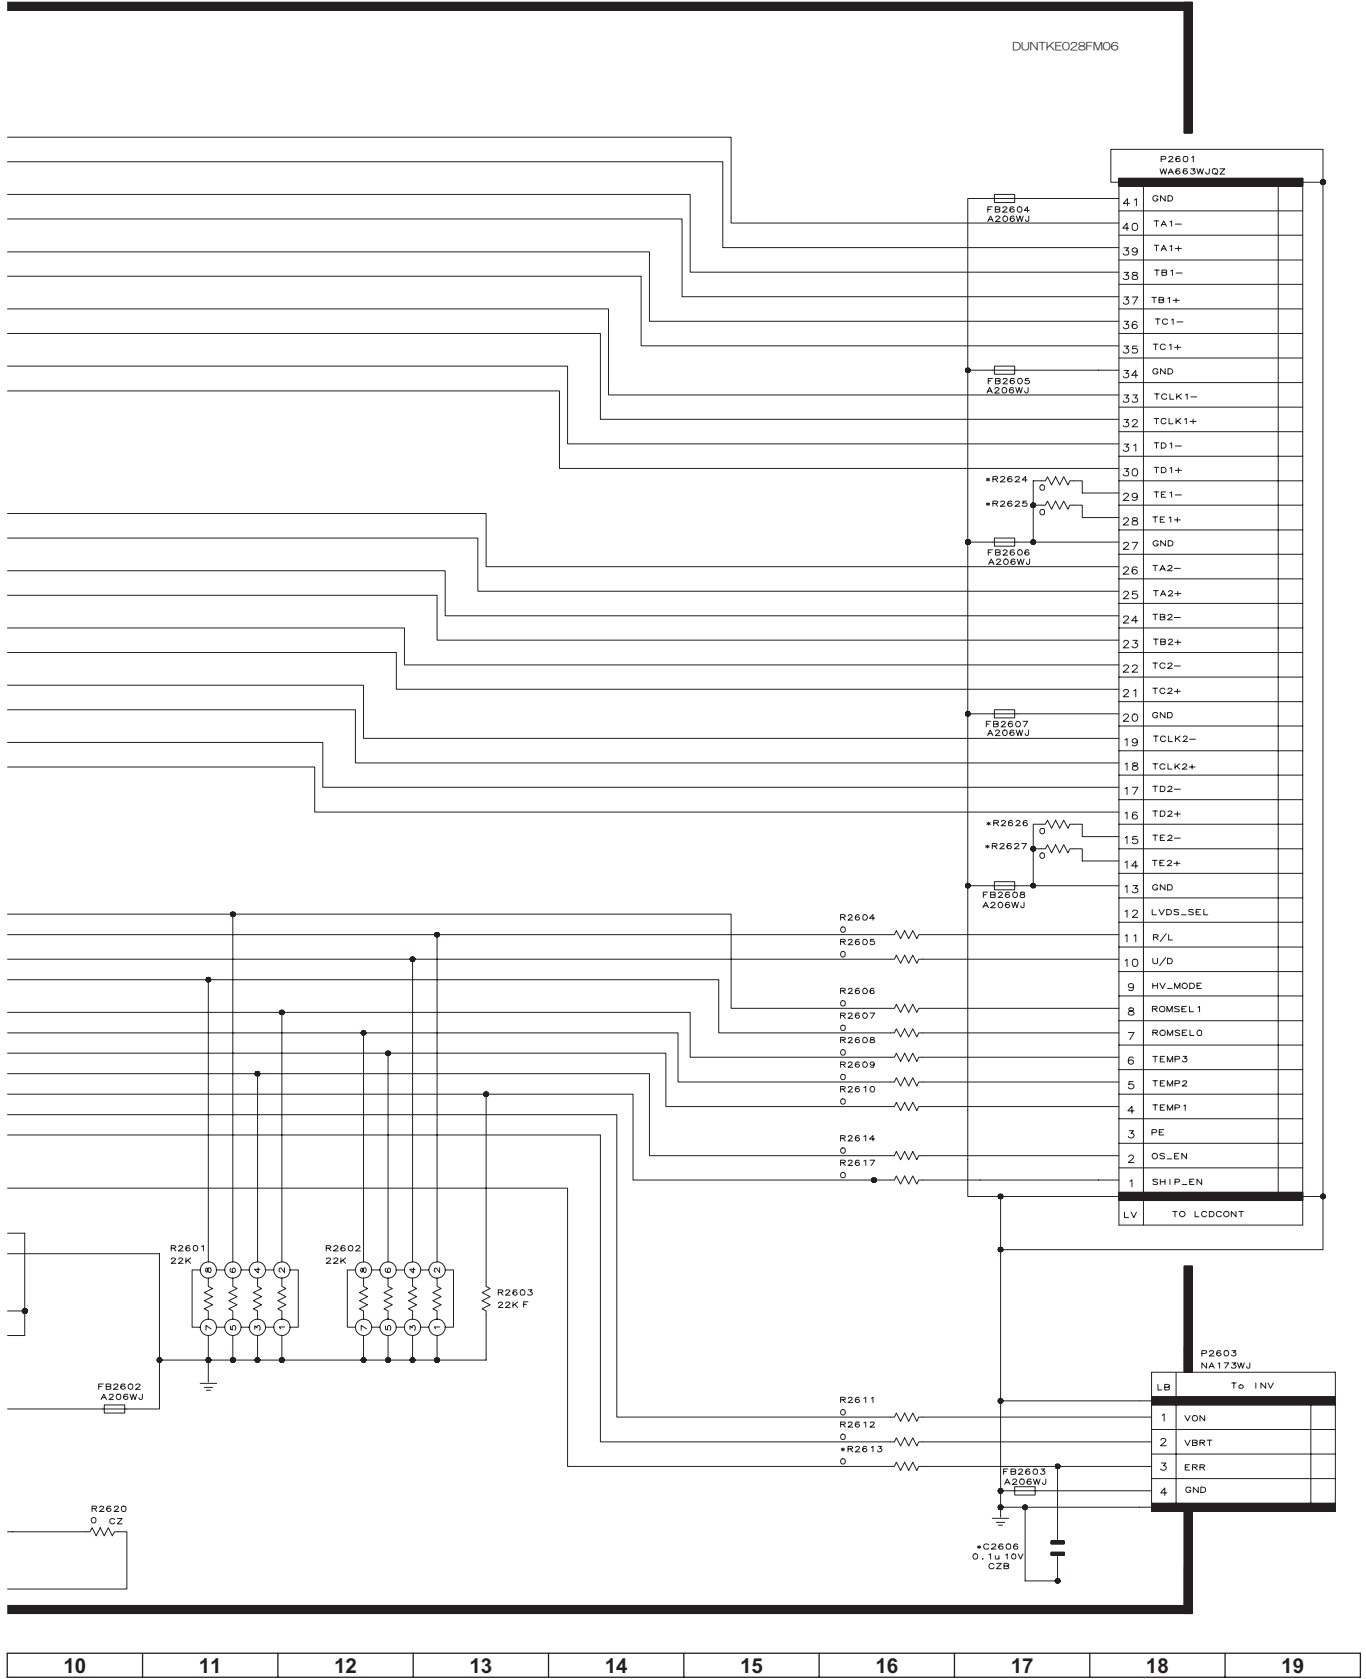 DUNTKE028FM06
P2601
WA663WJQZ
41 GND
FB2604
A206WJ
40 TA1−
39 TA1+
38 TB1−
37 TB1+
36 TC1−
35 TC1+
34 GND
FB2605
A206WJ
33 TCLK1−
32 TCLK1+
31 TD1−
30 TD1+
*R2624
0
29 TE1−
*R2625
0
28 TE1+
27 GND
FB2606
A206WJ
26 TA2−
25 TA2+
24 TB2−
23 TB2+
22 TC2−
21 TC2+
20 GND
FB2607
A206WJ
19 TCLK2−
18 TCLK2+
17 TD2−
16 TD2+
*R2626
0
15 TE2−
*R2627
0
14 TE2+
13 GND
FB2608
A206WJ
12 LVDS_SEL
R2604
0
11 R/L
R2605
0
10 U/D
9 HV_MODE
R2606
0
8 ROMSEL1
R2607
0
7 ROMSEL0
R2608
0
6 TEMP3
R2609
0
5 TEMP2
R2610
0
4 TEMP1
3 PE
R2614
0
2 OS_EN
R2617
0
1 SHIP_EN
LV TO LCDCONT
R2601
22K
8 6 4 2
7 5 3 1
R2602
22K
8 6 4 2
7 5 3 1
R2603
22K F
FB2602
A206WJ
P2603
NA173WJ
LB To INV
R2611
0
1 VON
R2612
0
2 VBRT
*R2613
0
3 ERR
FB2603
A206WJ
4 GND
R2620
0 CZ
*C2606
0.1u 10V
CZB
10 11 12 13 14 15 16 17 18 19